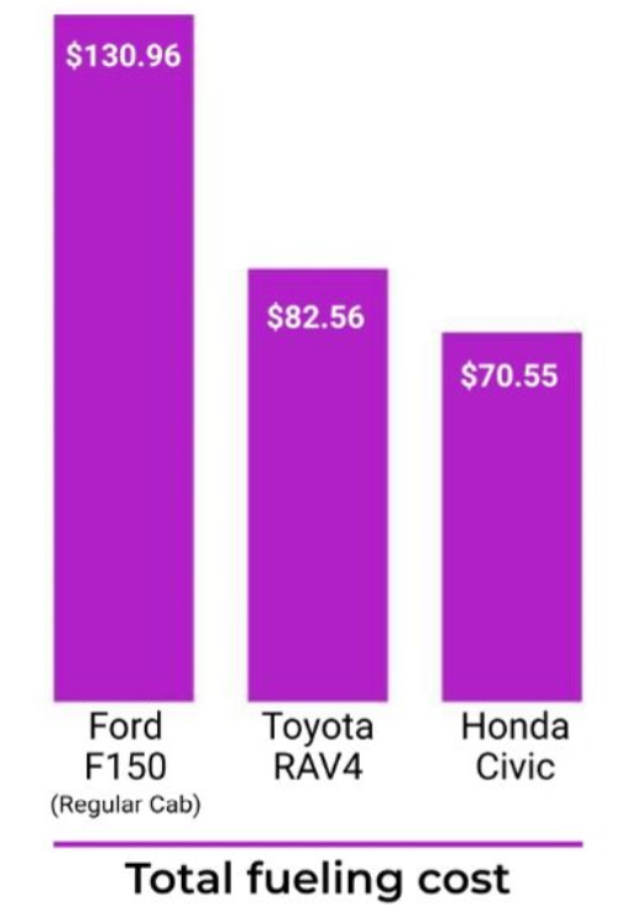 $130.96
$82.56
$70.55
Ford
F150
(Regular Cab)
Toyota
RAV4
Honda
Civic
Total fueling cost